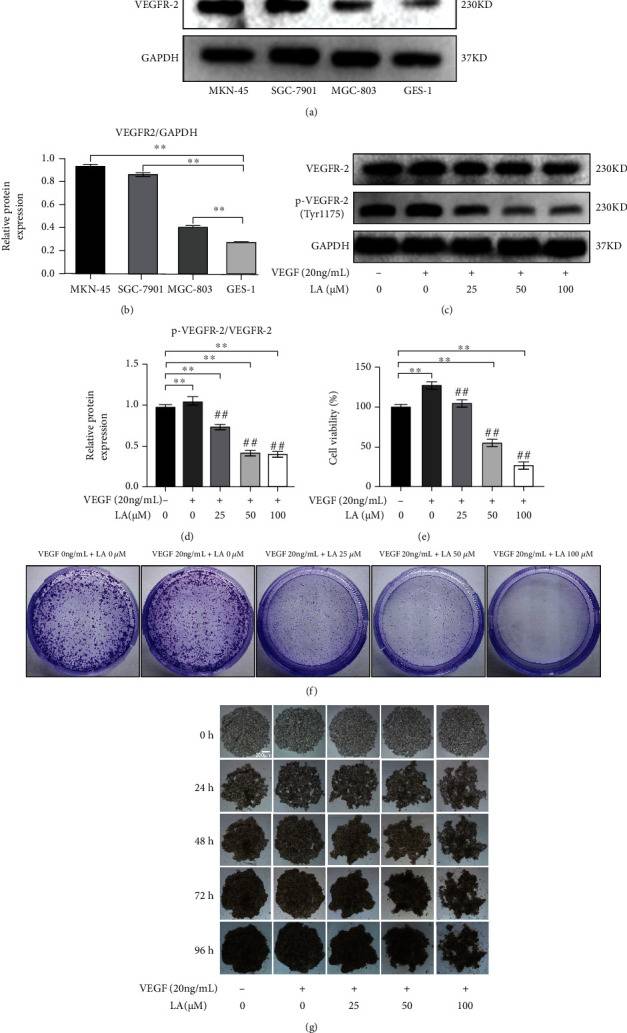 VEGFR-2 230KD
GAPDH 37KD
MKN-45 SGC-7901 MGC-803 GES-1
(a)
VEGFR2/GAPDH
Relative protein
expression
1.0
0.8
0.6
0.4
0.2
0.0
** 
**
**
MKN-45 SGC-7901 MGC-803 GES-1
(b)
VEGFR-2 230KD
p-VEGFR-2
(Tyr1175)
230KD
GAPDH 37KD
VEGF (20ng/mL) – + + + +
LA (μM) 0 0 25 50 100
(c)
p-VEGFR-2/VEGFR-2
Relative protein
expression
1.5
1.0
0.5
0.0
**
**
**
**
##
##
##
VEGF (20ng/mL) – + + + +
LA(μM) 0 0 25 50 100
(d)
Cell viability (%)
150
100
50
0
**
**
**
##
##
##
VEGF (20ng/mL) – + + + +
LA (μM) 0 0 25 50 100
(e)
VEGF 0ng/mL + LA 0 μM VEGF 20ng/mL + LA 0 μM VEGF 20ng/mL + LA 25 μM VEGF 20ng/mL + LA 50 μM VEGF 20ng/mL + LA 100 μM
(f)
0 h
24 h
48 h
72 h
96 h
VEGF (20ng/mL) – + + + +
LA(μM) 0 0 25 50 100
(g)